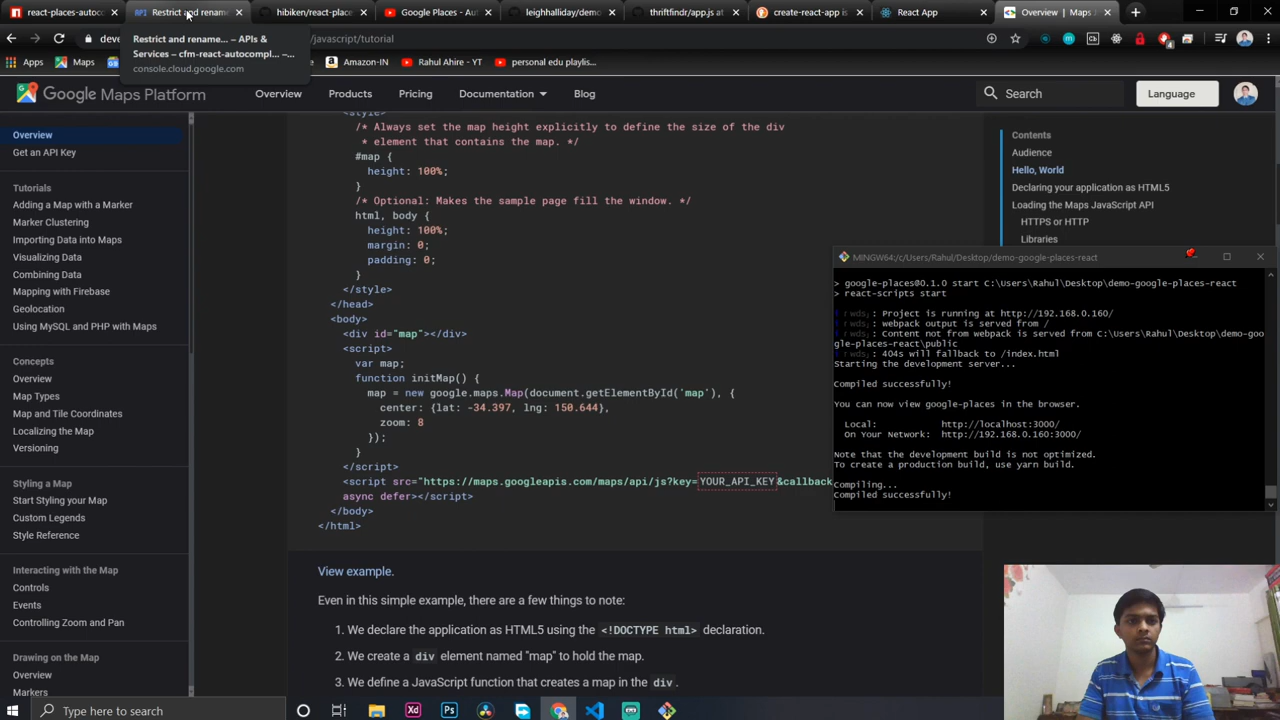 react-places-autoc
RPI Restrict and rename
hibiken/react-place
Google Places - Aut
leighhalliday/demo
thriftfindr/app.js at
create-react-app is
React App
Overview | Maps
deve
/javascript/tutorial
4
Apps
Maps
Amazon-IN
Rahul Ahire - YT
personal edu playlis...
Restrict and rename... – APIs &
Services – cfm-react-autocompl... –...
console.cloud.google.com
Google Maps Platform
Overview
Products
Pricing
Documentation
Blog
Search
Language
Overview
Get an API Key
Tutorials
Adding a Map with a Marker
Marker Clustering
Importing Data into Maps
Visualizing Data
Combining Data
Mapping with Firebase
Geolocation
Using MySQL and PHP with Maps
Concepts
Overview
Map Types
Map and Tile Coordinates
Localizing the Map
Versioning
Styling a Map
Start Styling your Map
Custom Legends
Style Reference
Interacting with the Map
Controls
Events
Controlling Zoom and Pan
Drawing on the Map
Overview
Markers
<style>
/* Always set the map height explicitly to define the size of the div
* element that contains the map. */
#map {
height: 100%;
}
/* Optional: Makes the sample page fill the window. */
html, body {
height: 100%;
margin: 0;
padding: 0;
}
</style>
</head>
<body>
<div id="map"></div>
<script>
var map;
function initMap() {
map = new google.maps.Map(document.getElementById('map'), {
center: {lat: -34.397, lng: 150.644},
zoom: 8
});
}
</script>
<script src="https://maps.googleapis.com/maps/api/js?key=YOUR_API_KEY&callback
async defer></script>
</body>
</html>
View example.
Even in this simple example, there are a few things to note:
1. We declare the application as HTML5 using the <!DOCTYPE html> declaration.
2. We create a div element named "map" to hold the map.
3. We define a JavaScript function that creates a map in the div.
Contents
Audience
Hello, World
Declaring your application as HTML5
Loading the Maps JavaScript API
HTTPS or HTTP
Libraries
MINGW64:/c/Users/Rahul/Desktop/demo-google-places-react
> google-places@0.1.0 start C:\Users\Rahul\Desktop\demo-google-places-react
> react-scripts start
｢wds｣: Project is running at http://192.168.0.160/
｢wds｣: webpack output is served from /
｢wds｣: Content not from webpack is served from C:\Users\Rahul\Desktop\demo-goo
gle-places-react\public
｢wds｣: 404s will fallback to /index.html
Starting the development server...
Compiled successfully!
You can now view google-places in the browser.
Local: http://localhost:3000/
On Your Network: http://192.168.0.160:3000/
Note that the development build is not optimized.
To create a production build, use yarn build.
Compiling...
Compiled successfully!
Type here to search
Xd
Ps